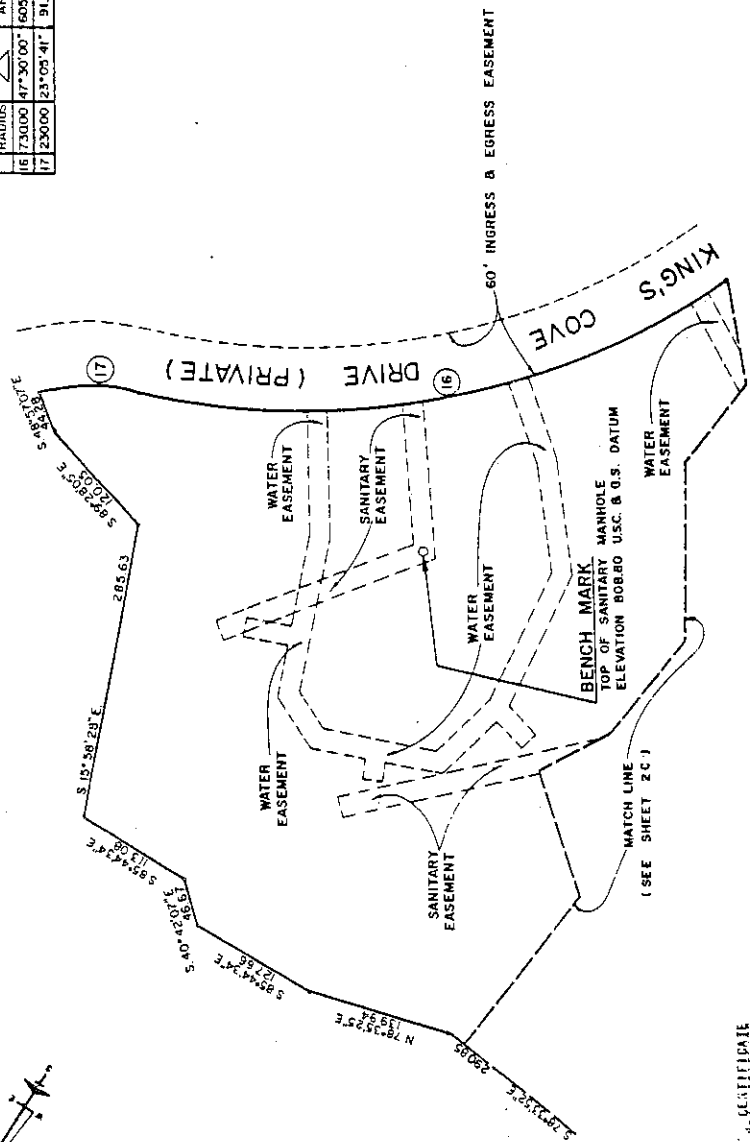 RADIUS
16 730.00 47°30'00" 605
17 230.00 23°05'41" 91.
S. 48°57'07"E
44.28
S 89°28'05" E
120.05
285.63
S 15°58'28"E
S 85°44'34"E
113.08
S. 40°42'07"E
46.67
S 85°44'34"E
127.66
N 78°35'25"E
139.94
290.85
S 78°33'52"E
17
16
KING'S COVE DRIVE (PRIVATE)
60' INGRESS & EGRESS EASEMENT
WATER
EASEMENT
SANITARY
EASEMENT
WATER
EASEMENT
WATER
EASEMENT
WATER
EASEMENT
SANITARY
EASEMENT
BENCH MARK
TOP OF SANITARY MANHOLE
ELEVATION 808.80 U.S.C. & G.S. DATUM
MATCH LINE
(SEE SHEET 2C)
CERTIFICATE